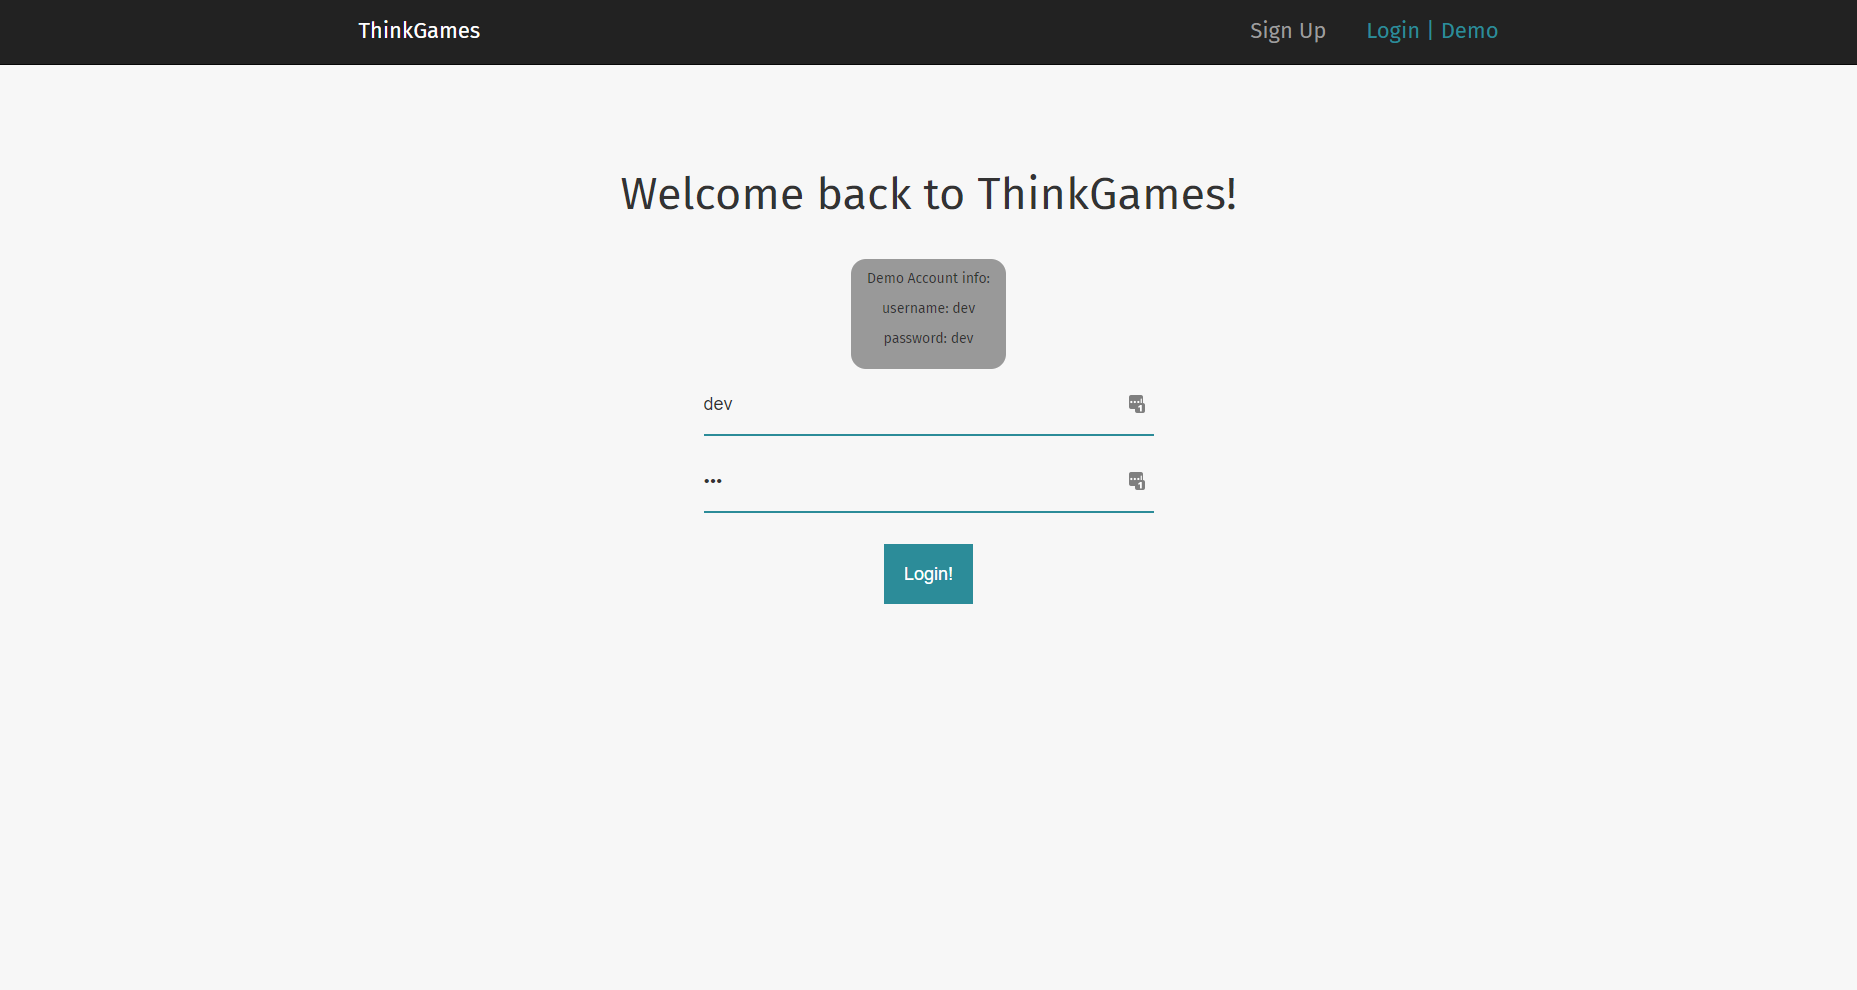 ThinkGames
Sign Up
Login | Demo
Welcome back to ThinkGames!
Demo Account info:
username: dev
password: dev
dev
•••
Login!